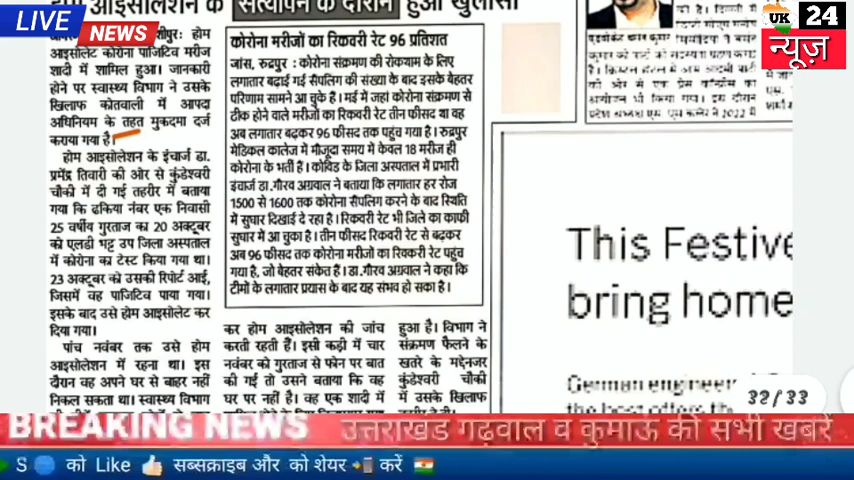 होम आइसोलेशन के सत्यापन के दौरान हुआ खुलासा
LIVE
NEWS
UK 24
न्यूज़
होम
आइसोलेट कोरोना पाजिटिव मरीज
शादी में शामिल हुआ। जानकारी
होने पर स्वास्थ्य विभाग ने उसके
खिलाफ कोतवाली में आपदा
अधिनियम के तहत मुकदमा दर्ज
कराया गया है।
होम आइसोलेशन के इंचार्ज डा.
प्रमेंद्र तिवारी की ओर से कुंडेश्वरी
चौकी में दी गई तहरीर में बताया
गया कि ढकिया नंबर एक निवासी
25 वर्षीय गुरताज का 20 अक्टूबर
को एलडी भट्ट उप जिला अस्पताल
में कोरोना का टेस्ट किया गया था।
23 अक्टूबर को उसकी रिपोर्ट आई,
जिसमें वह पाजिटिव पाया गया।
इसके बाद उसे होम आइसोलेट कर
दिया गया।
पांच नवंबर तक उसे होम
आइसोलेशन में रहना था। इस
दौरान वह अपने घर से बाहर नहीं
निकल सकता था। स्वास्थ्य विभाग
कोरोना मरीजों का रिकवरी रेट 96 प्रतिशत
जांस, रुद्रपुर : कोरोना संक्रमण की रोकथाम के लिए
लगातार बढ़ाई गई सैंपलिंग की संख्या के बाद इसके बेहतर
परिणाम सामने आ चुके हैं। मई में जहां कोरोना संक्रमण से
ठीक होने वाले मरीजों का रिकवरी रेट तीन फीसद था वह
अब लगातार बढ़कर 96 फीसद तक पहुंच गया है। रुद्रपुर
मेडिकल कालेज में मौजूदा समय में केवल 18 मरीज ही
कोरोना के भर्ती हैं। कोविड के जिला अस्पताल में प्रभारी
इंचार्ज डा.गौरव अग्रवाल ने बताया कि लगातार हर रोज
1500 से 1600 तक कोरोना सैंपलिंग करने के बाद स्थिति
में सुधार दिखाई दे रहा है। रिकवरी रेट भी जिले का काफी
सुधार में आ चुका है। तीन फीसद रिकवरी रेट से बढ़कर
अब 96 फीसद तक कोरोना मरीजों का रिवकरी रेट पहुंच
गया है, जो बेहतर संकेत हैं। डा.गौरव अग्रवाल ने कहा कि
टीमों के लगातार प्रयास के बाद यह संभव हो सका है।
कर होम आइसोलेशन की जांच
करती रहती हैं। इसी कड़ी में चार
नवंबर को गुरताज से फोन पर बात
की गई तो उसने बताया कि वह
घर पर नहीं है। वह एक शादी में
हुआ है। विभाग ने
संक्रमण फैलने के
खतरे के मद्देनजर
कुंडेश्वरी चौकी
में उसके खिलाफ
This Festive
bring home
German enginee
the best offers th
32/33
BREAKING NEWS उत्तराखंड गढ़वाल व कुमाऊ की सभी खबरें
S को Like 👍 सब्सक्राइब और को शेयर 📲 करें 🇮🇳